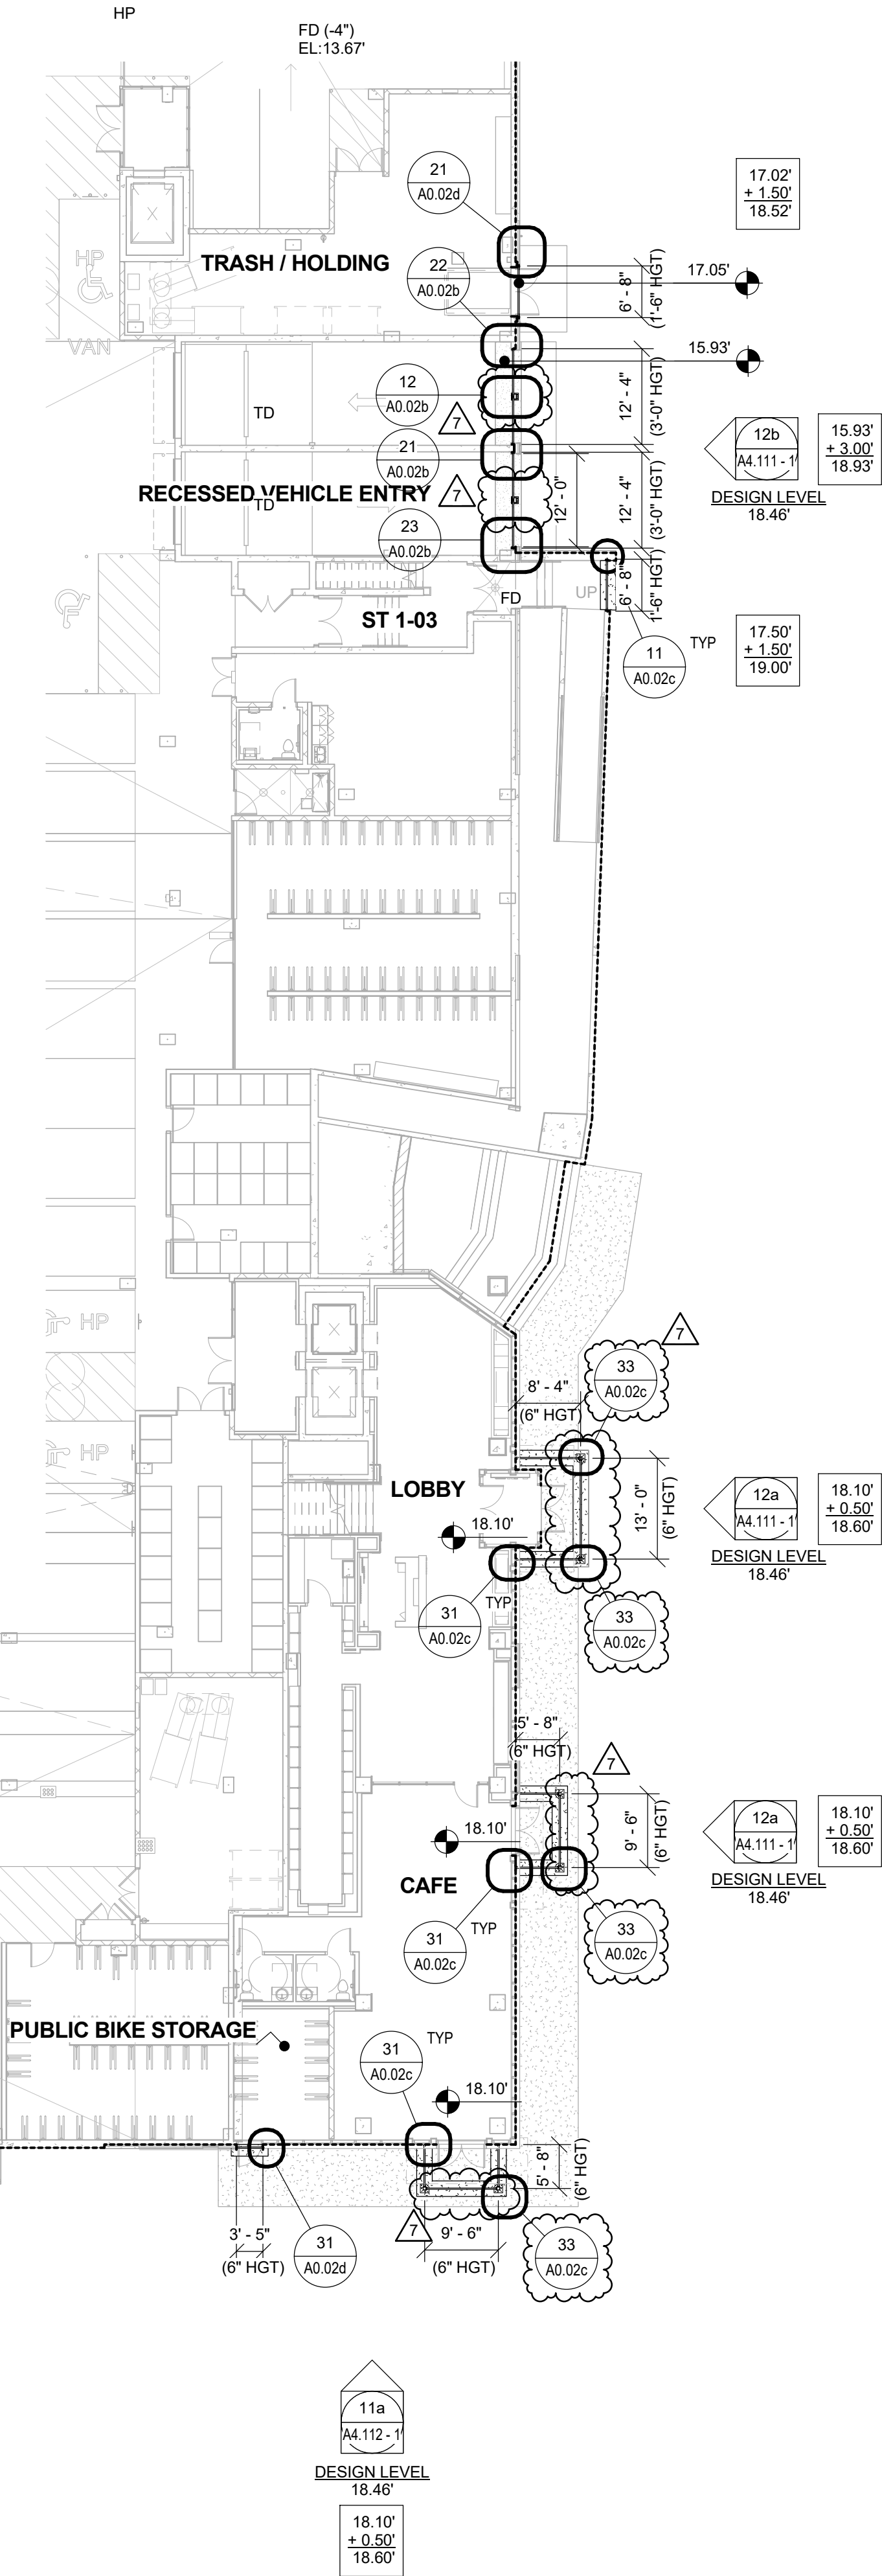 HP
FD (-4")
EL:13.67'
21
A0.02d
17.02'
+ 1.50'
18.52'
HP
TRASH / HOLDING
22
A0.02b
17.05'
6' - 8"
(1'-6" HGT)
VAN
15.93'
12
A0.02b
TD
7
12' - 4"
(3'-0" HGT)
12b
A4.111 - 1
DESIGN LEVEL
18.46'
15.93'
+ 3.00'
18.93'
21
A0.02b
RECESSED VEHICLE ENTRY
TD
7
12' - 0"
12' - 4"
(3'-0" HGT)
23
A0.02b
FD
UP
6' - 8"
1'-6" HGT)
ST 1-03
11
A0.02c
TYP
17.50'
+ 1.50'
19.00'
HP
7
33
A0.02c
8' - 4"
(6" HGT)
HP
LOBBY
18.10'
13' - 0"
(6" HGT)
12a
A4.111 - 1
DESIGN LEVEL
18.46'
18.10'
+ 0.50'
18.60'
31
A0.02c
TYP
33
A0.02c
5' - 8"
(6" HGT)
7
18.10'
9' - 6"
(6" HGT)
12a
A4.111 - 1
DESIGN LEVEL
18.46'
18.10'
+ 0.50'
18.60'
CAFE
31
A0.02c
TYP
33
A0.02c
PUBLIC BIKE STORAGE
31
A0.02c
TYP
18.10'
5' - 8"
(6" HGT)
3' - 5"
(6" HGT)
31
A0.02d
7
9' - 6"
(6" HGT)
33
A0.02c
11a
A4.112 - 1
DESIGN LEVEL
18.46'
18.10'
+ 0.50'
18.60'